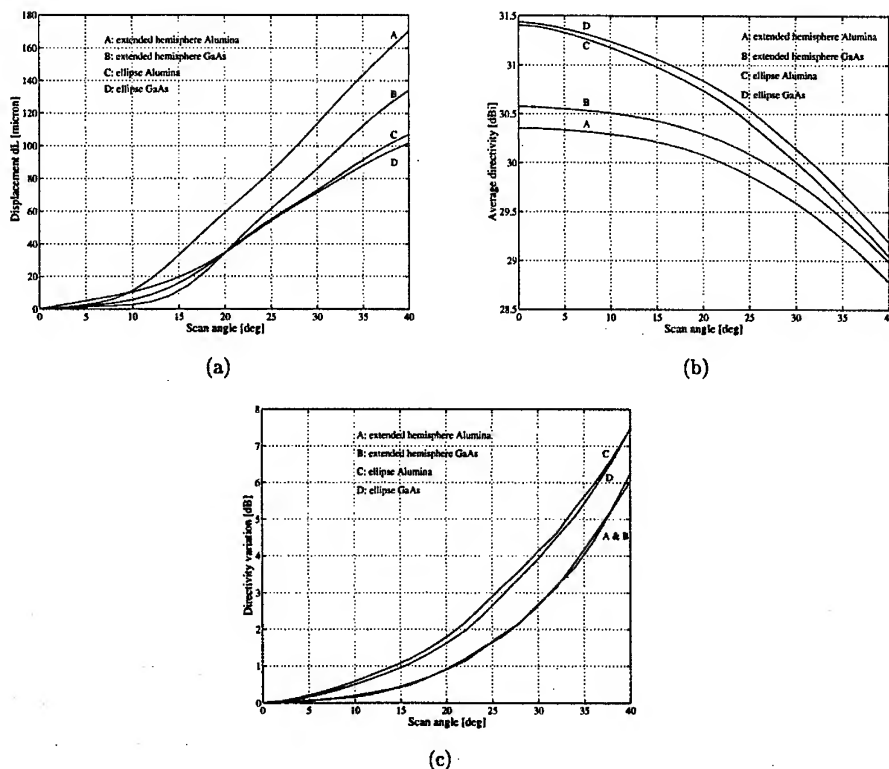 180
160
140
120
100
80
60
40
20
0
Displacement dL [micron]
A: extended hemisphere Alumina
B: extended hemisphere GaAs
C: ellipse Alumina
D: ellipse GaAs
A
B
C
D
0 5 10 15 20 25 30 35 40
Scan angle [deg]
(a)
31.5
31
30.5
30
29.5
29
28.5
Average directivity [dBi]
A: extended hemisphere Alumina
B: extended hemisphere GaAs
C: ellipse Alumina
D: ellipse GaAs
D
C
B
A
0 5 10 15 20 25 30 35 40
Scan angle [deg]
(b)
8
7
6
5
4
3
2
1
0
Directivity variation [dB]
A: extended hemisphere Alumina
B: extended hemisphere GaAs
C: ellipse Alumina
D: ellipse GaAs
C
D
A & B
0 5 10 15 20 25 30 35 40
Scan angle [deg]
(c)